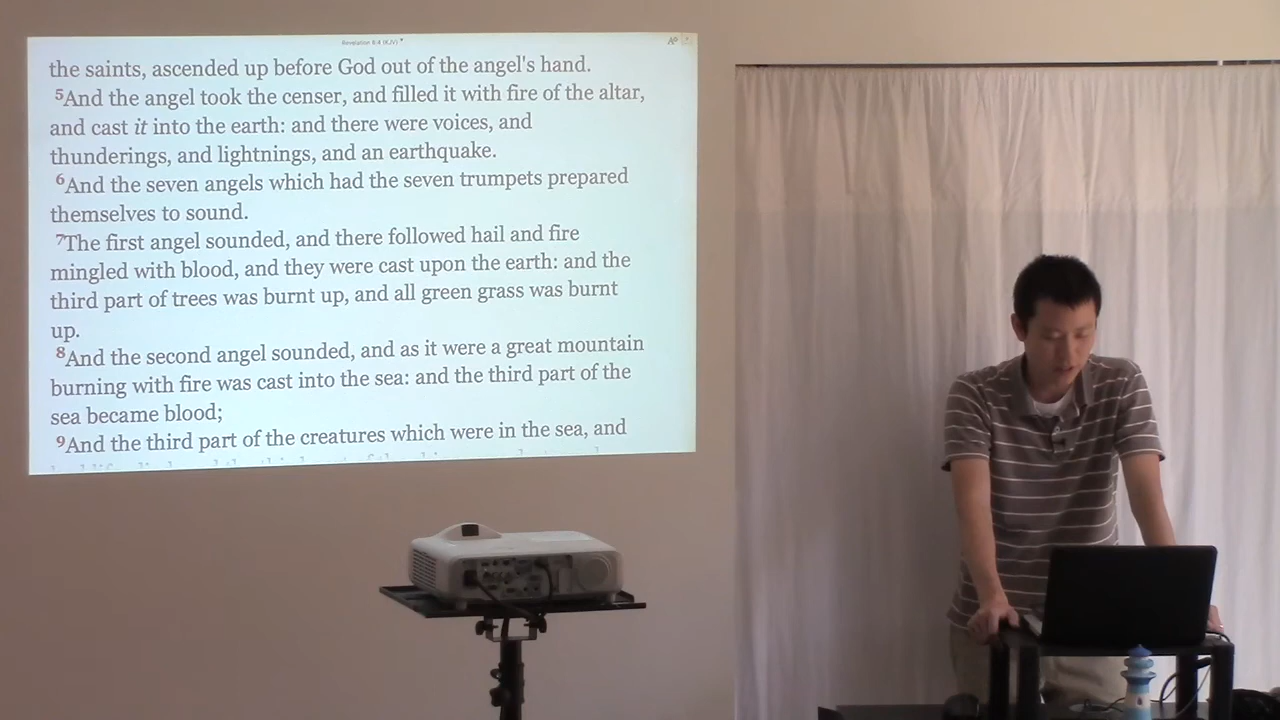 the saints, ascended up before God out of the angel's hand.
5And the angel took the censer, and filled it with fire of the altar,
and cast it into the earth: and there were voices, and
thunderings, and lightnings, and an earthquake.
6And the seven angels which had the seven trumpets prepared
themselves to sound.
7The first angel sounded, and there followed hail and fire
mingled with blood, and they were cast upon the earth: and the
third part of trees was burnt up, and all green grass was burnt
up.
8And the second angel sounded, and as it were a great mountain
burning with fire was cast into the sea: and the third part of the
sea became blood;
9And the third part of the creatures which were in the sea, and